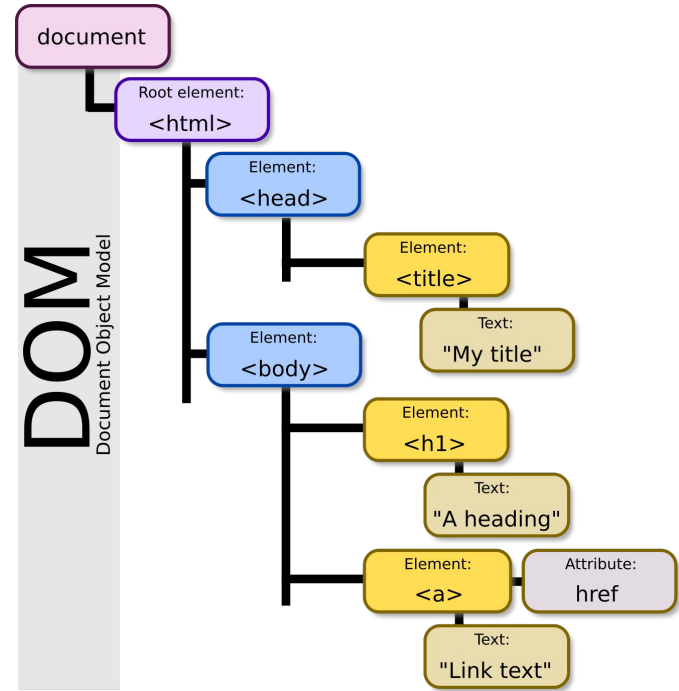 document
Root element:
<html>
Element:
<head>
Element:
<title>
Text:
"My title"
Element:
<body>
Element:
<h1>
Text:
"A heading"
Element:
<a>
Attribute:
href
Text:
"Link text"
DOM
Document Object Model